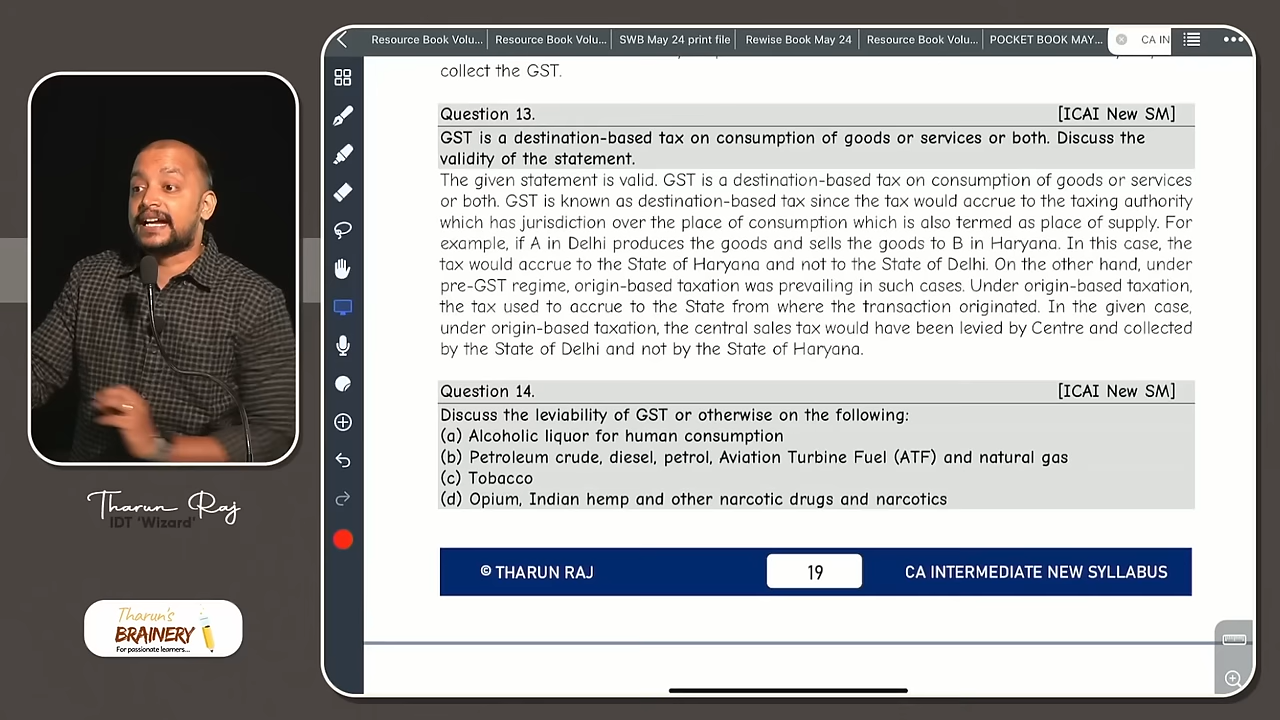 Resource Book Volu...
Resource Book Volu...
SWB May 24 print file
Rewise Book May 24
Resource Book Volu...
POCKET BOOK MAY...
CA IN
collect the GST.
Question 13. [ICAI New SM]
GST is a destination-based tax on consumption of goods or services or both. Discuss the
validity of the statement.
The given statement is valid. GST is a destination-based tax on consumption of goods or services
or both. GST is known as destination-based tax since the tax would accrue to the taxing authority
which has jurisdiction over the place of consumption which is also termed as place of supply. For
example, if A in Delhi produces the goods and sells the goods to B in Haryana. In this case, the
tax would accrue to the State of Haryana and not to the State of Delhi. On the other hand, under
pre-GST regime, origin-based taxation was prevailing in such cases. Under origin-based taxation,
the tax used to accrue to the State from where the transaction originated. In the given case,
under origin-based taxation, the central sales tax would have been levied by Centre and collected
by the State of Delhi and not by the State of Haryana.
Question 14. [ICAI New SM]
Discuss the leviability of GST or otherwise on the following:
(a) Alcoholic liquor for human consumption
(b) Petroleum crude, diesel, petrol, Aviation Turbine Fuel (ATF) and natural gas
(c) Tobacco
(d) Opium, Indian hemp and other narcotic drugs and narcotics
© THARUN RAJ 19 CA INTERMEDIATE NEW SYLLABUS
Tharun Raj
IDT 'Wizard'
Tharun's
BRAINERY
For passionate learners...